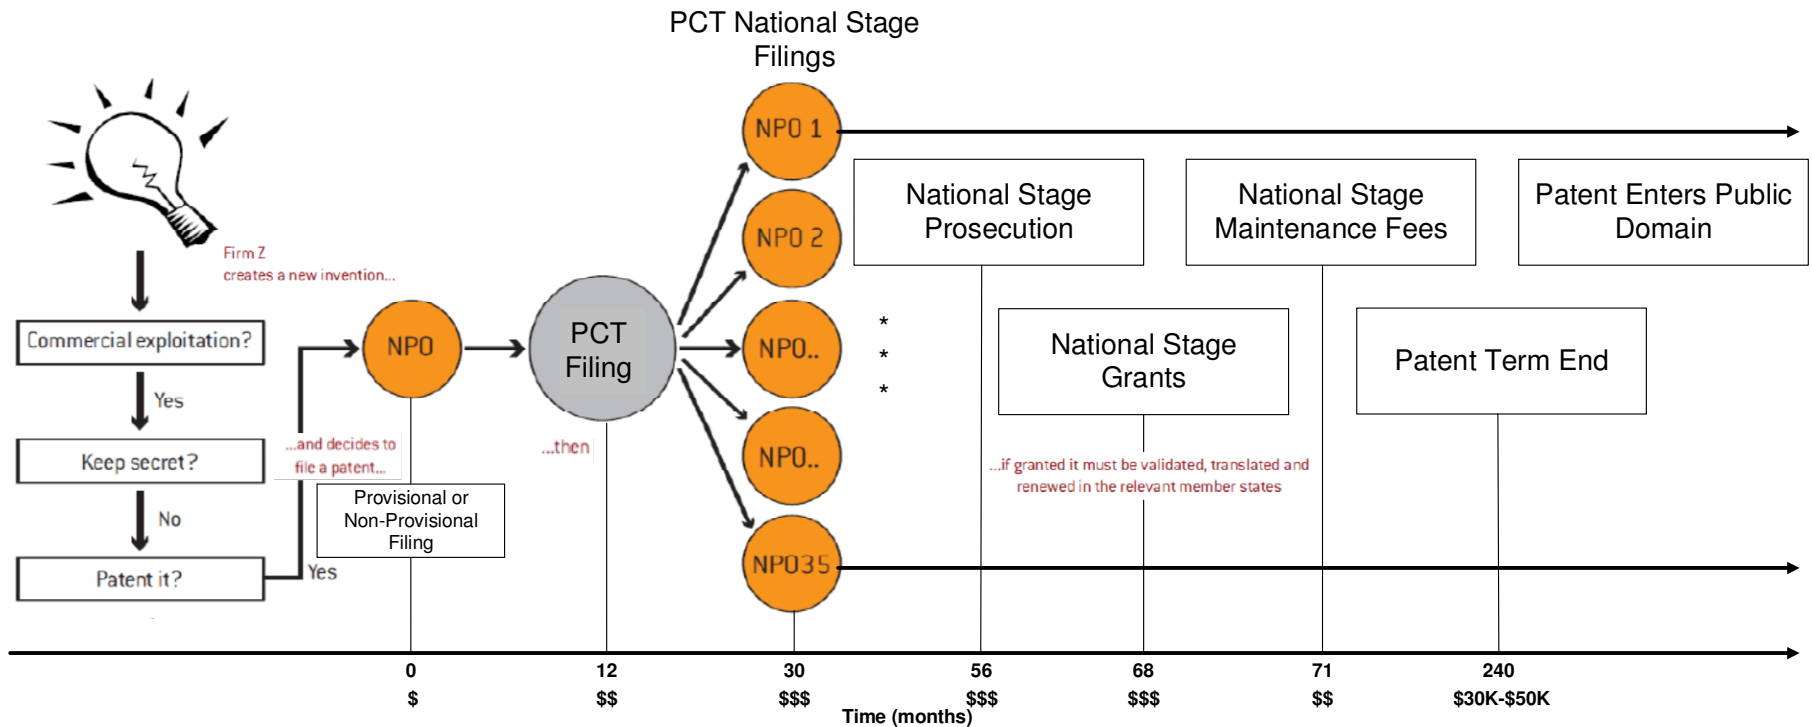 PCT National Stage
Filings
NPO 1
NPO 2
NPO..
NPO..
NPO35
Firm Z
creates a new invention...
Commercial exploitation?
Yes
Keep secret?
No
Patent it?
Yes
NPO
...and decides to
file a patent...
Provisional or
Non-Provisional
Filing
PCT
Filing
...then
*
*
*
National Stage
Prosecution
National Stage
Maintenance Fees
Patent Enters Public
Domain
National Stage
Grants
Patent Term End
...if granted it must be validated, translated and
renewed in the relevant member states
0 12 30 56 68 71 240
$ $$ $$$ $$$ $$$ $$ $30K-$50K
Time (months)